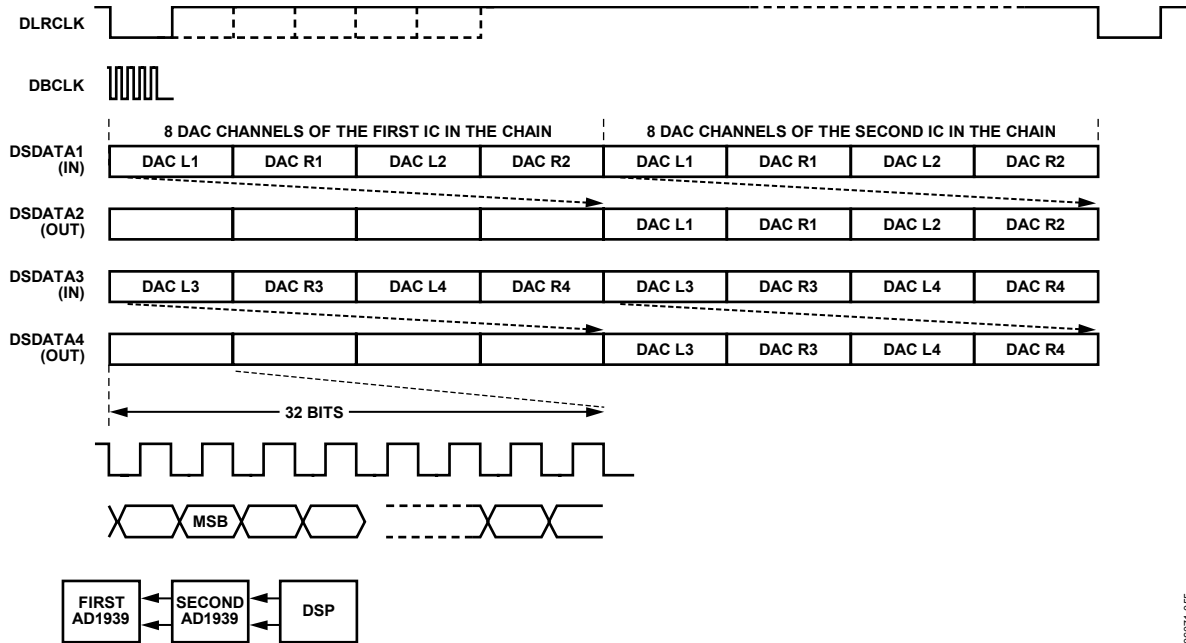 DLRCLK
DBCLK
8 DAC CHANNELS OF THE FIRST IC IN THE CHAIN
8 DAC CHANNELS OF THE SECOND IC IN THE CHAIN
DSDATA1
(IN)
DAC L1
DAC R1
DAC L2
DAC R2
DAC L1
DAC R1
DAC L2
DAC R2
DSDATA2
(OUT)
DAC L1
DAC R1
DAC L2
DAC R2
DSDATA3
(IN)
DAC L3
DAC R3
DAC L4
DAC R4
DAC L3
DAC R3
DAC L4
DAC R4
DSDATA4
(OUT)
DAC L3
DAC R3
DAC L4
DAC R4
32 BITS
MSB
FIRST
AD1939
SECOND
AD1939
DSP